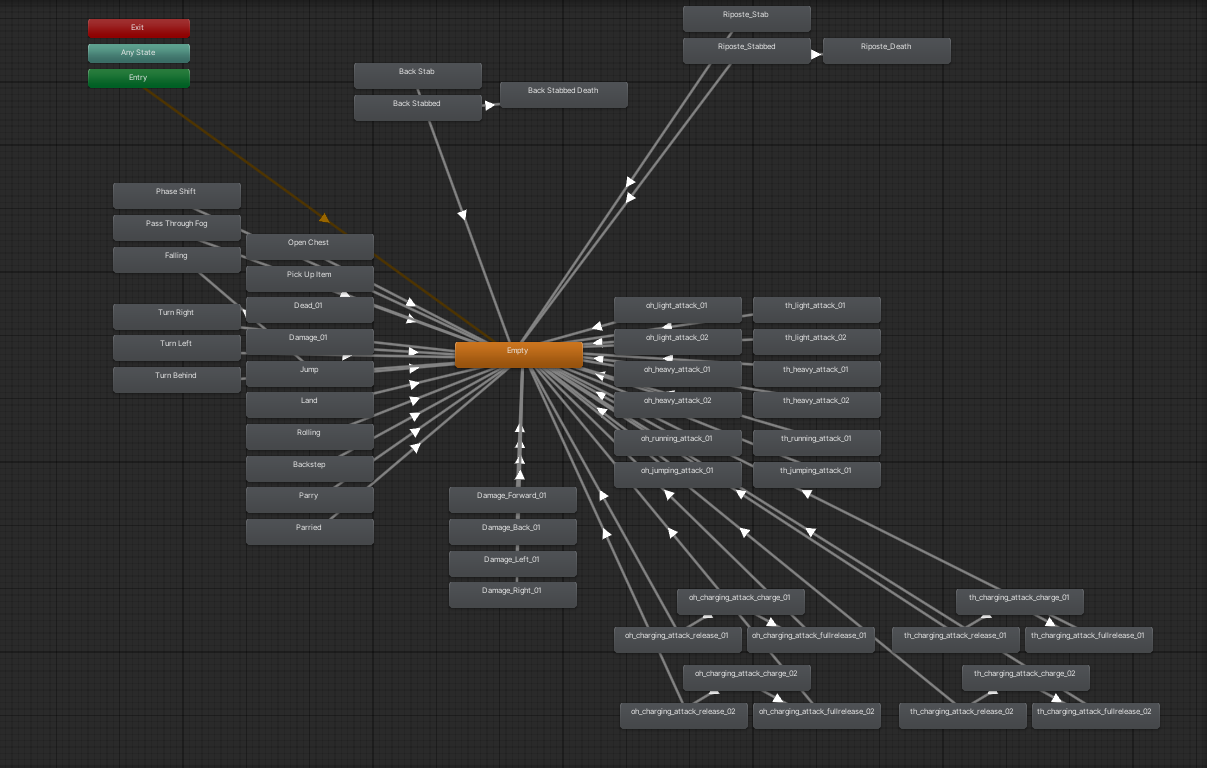 Exit
Any State
Entry
Riposte_Stab
Riposte_Stabbed
Riposte_Death
Back Stab
Back Stabbed
Back Stabbed Death
Phase Shift
Pass Through Fog
Falling
Turn Right
Turn Left
Turn Behind
Open Chest
Pick Up Item
Dead_01
Damage_01
Jump
Land
Rolling
Backstep
Parry
Parried
Empty
Damage_Forward_01
Damage_Back_01
Damage_Left_01
Damage_Right_01
oh_light_attack_01
th_light_attack_01
oh_light_attack_02
th_light_attack_02
oh_heavy_attack_01
th_heavy_attack_01
oh_heavy_attack_02
th_heavy_attack_02
oh_running_attack_01
th_running_attack_01
oh_jumping_attack_01
th_jumping_attack_01
oh_charging_attack_charge_01
th_charging_attack_charge_01
oh_charging_attack_release_01
oh_charging_attack_fullrelease_01
th_charging_attack_release_01
th_charging_attack_fullrelease_01
oh_charging_attack_charge_02
th_charging_attack_charge_02
oh_charging_attack_release_02
oh_charging_attack_fullrelease_02
th_charging_attack_release_02
th_charging_attack_fullrelease_02